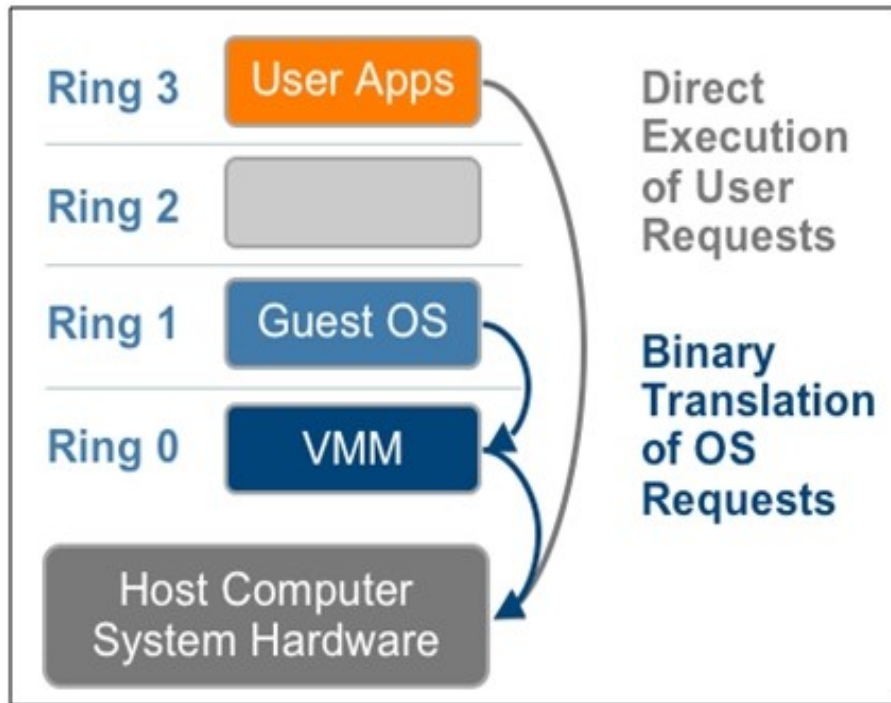 Ring 3
User Apps
Direct
Execution
of User
Requests
Ring 2
Ring 1
Guest OS
Binary
Translation
of OS
Requests
Ring 0
VMM
Host Computer
System Hardware